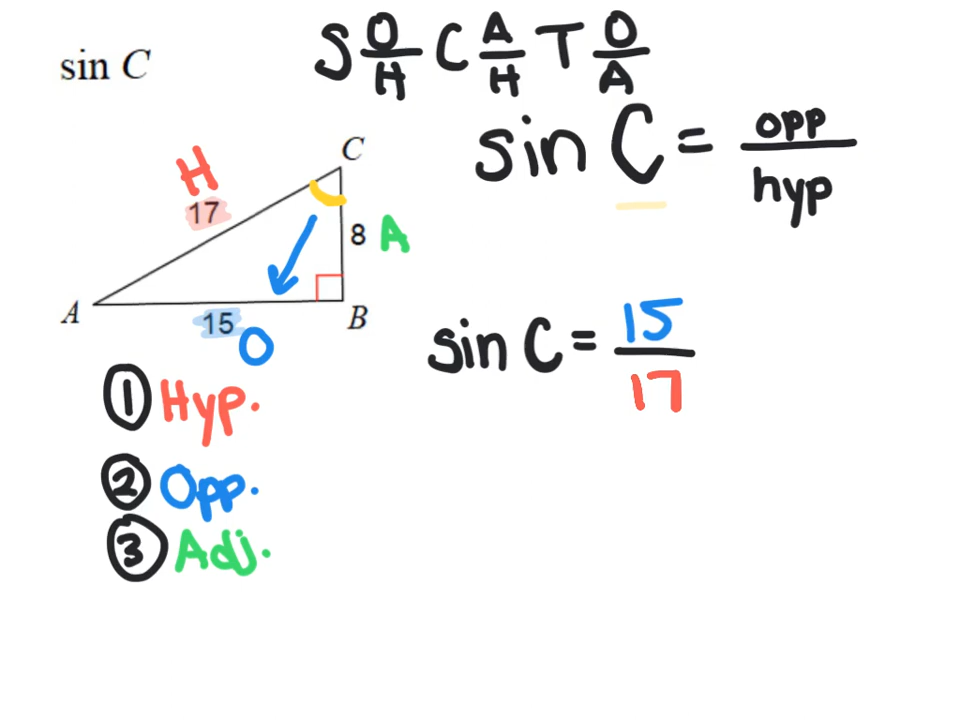 sin C
S O/H C A/H T O/A
sin C = opp/hyp
C
H
17
8 A
A
B
15
O
sin C = 15/17
① Hyp.
② Opp.
③ Adj.